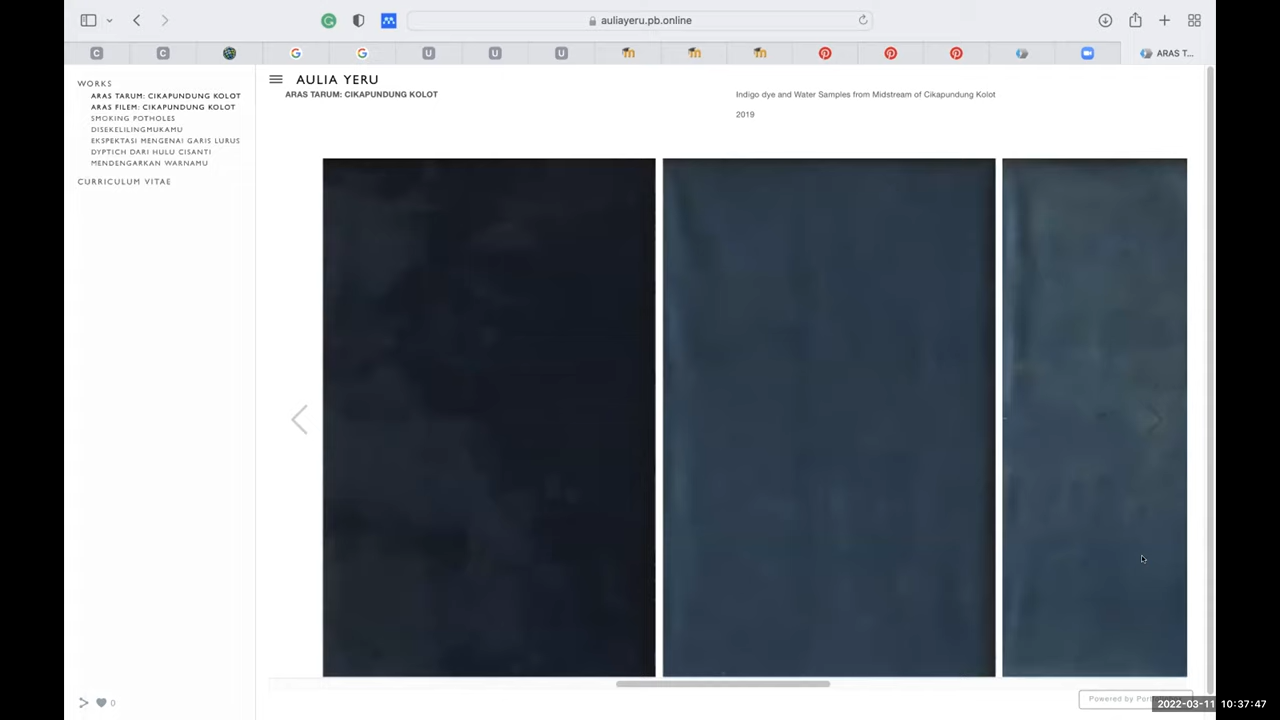 auliayeru.pb.online
C
C
G
G
U
U
U
ARAS T...
WORKS
ARAS TARUM: CIKAPUNDUNG KOLOT
ARAS FILEM: CIKAPUNDUNG KOLOT
SMOKING POTHOLES
DISEKELILINGMUKAMU
EKSPEKTASI MENGENAI GARIS LURUS
DYPTICH DARI HULU CISANTI
MENDENGARKAN WARNAMU
CURRICULUM VITAE
AULIA YERU
ARAS TARUM: CIKAPUNDUNG KOLOT
Indigo dye and Water Samples from Midstream of Cikapundung Kolot
2019
0
Powered by
2022-03-11 10:37:47